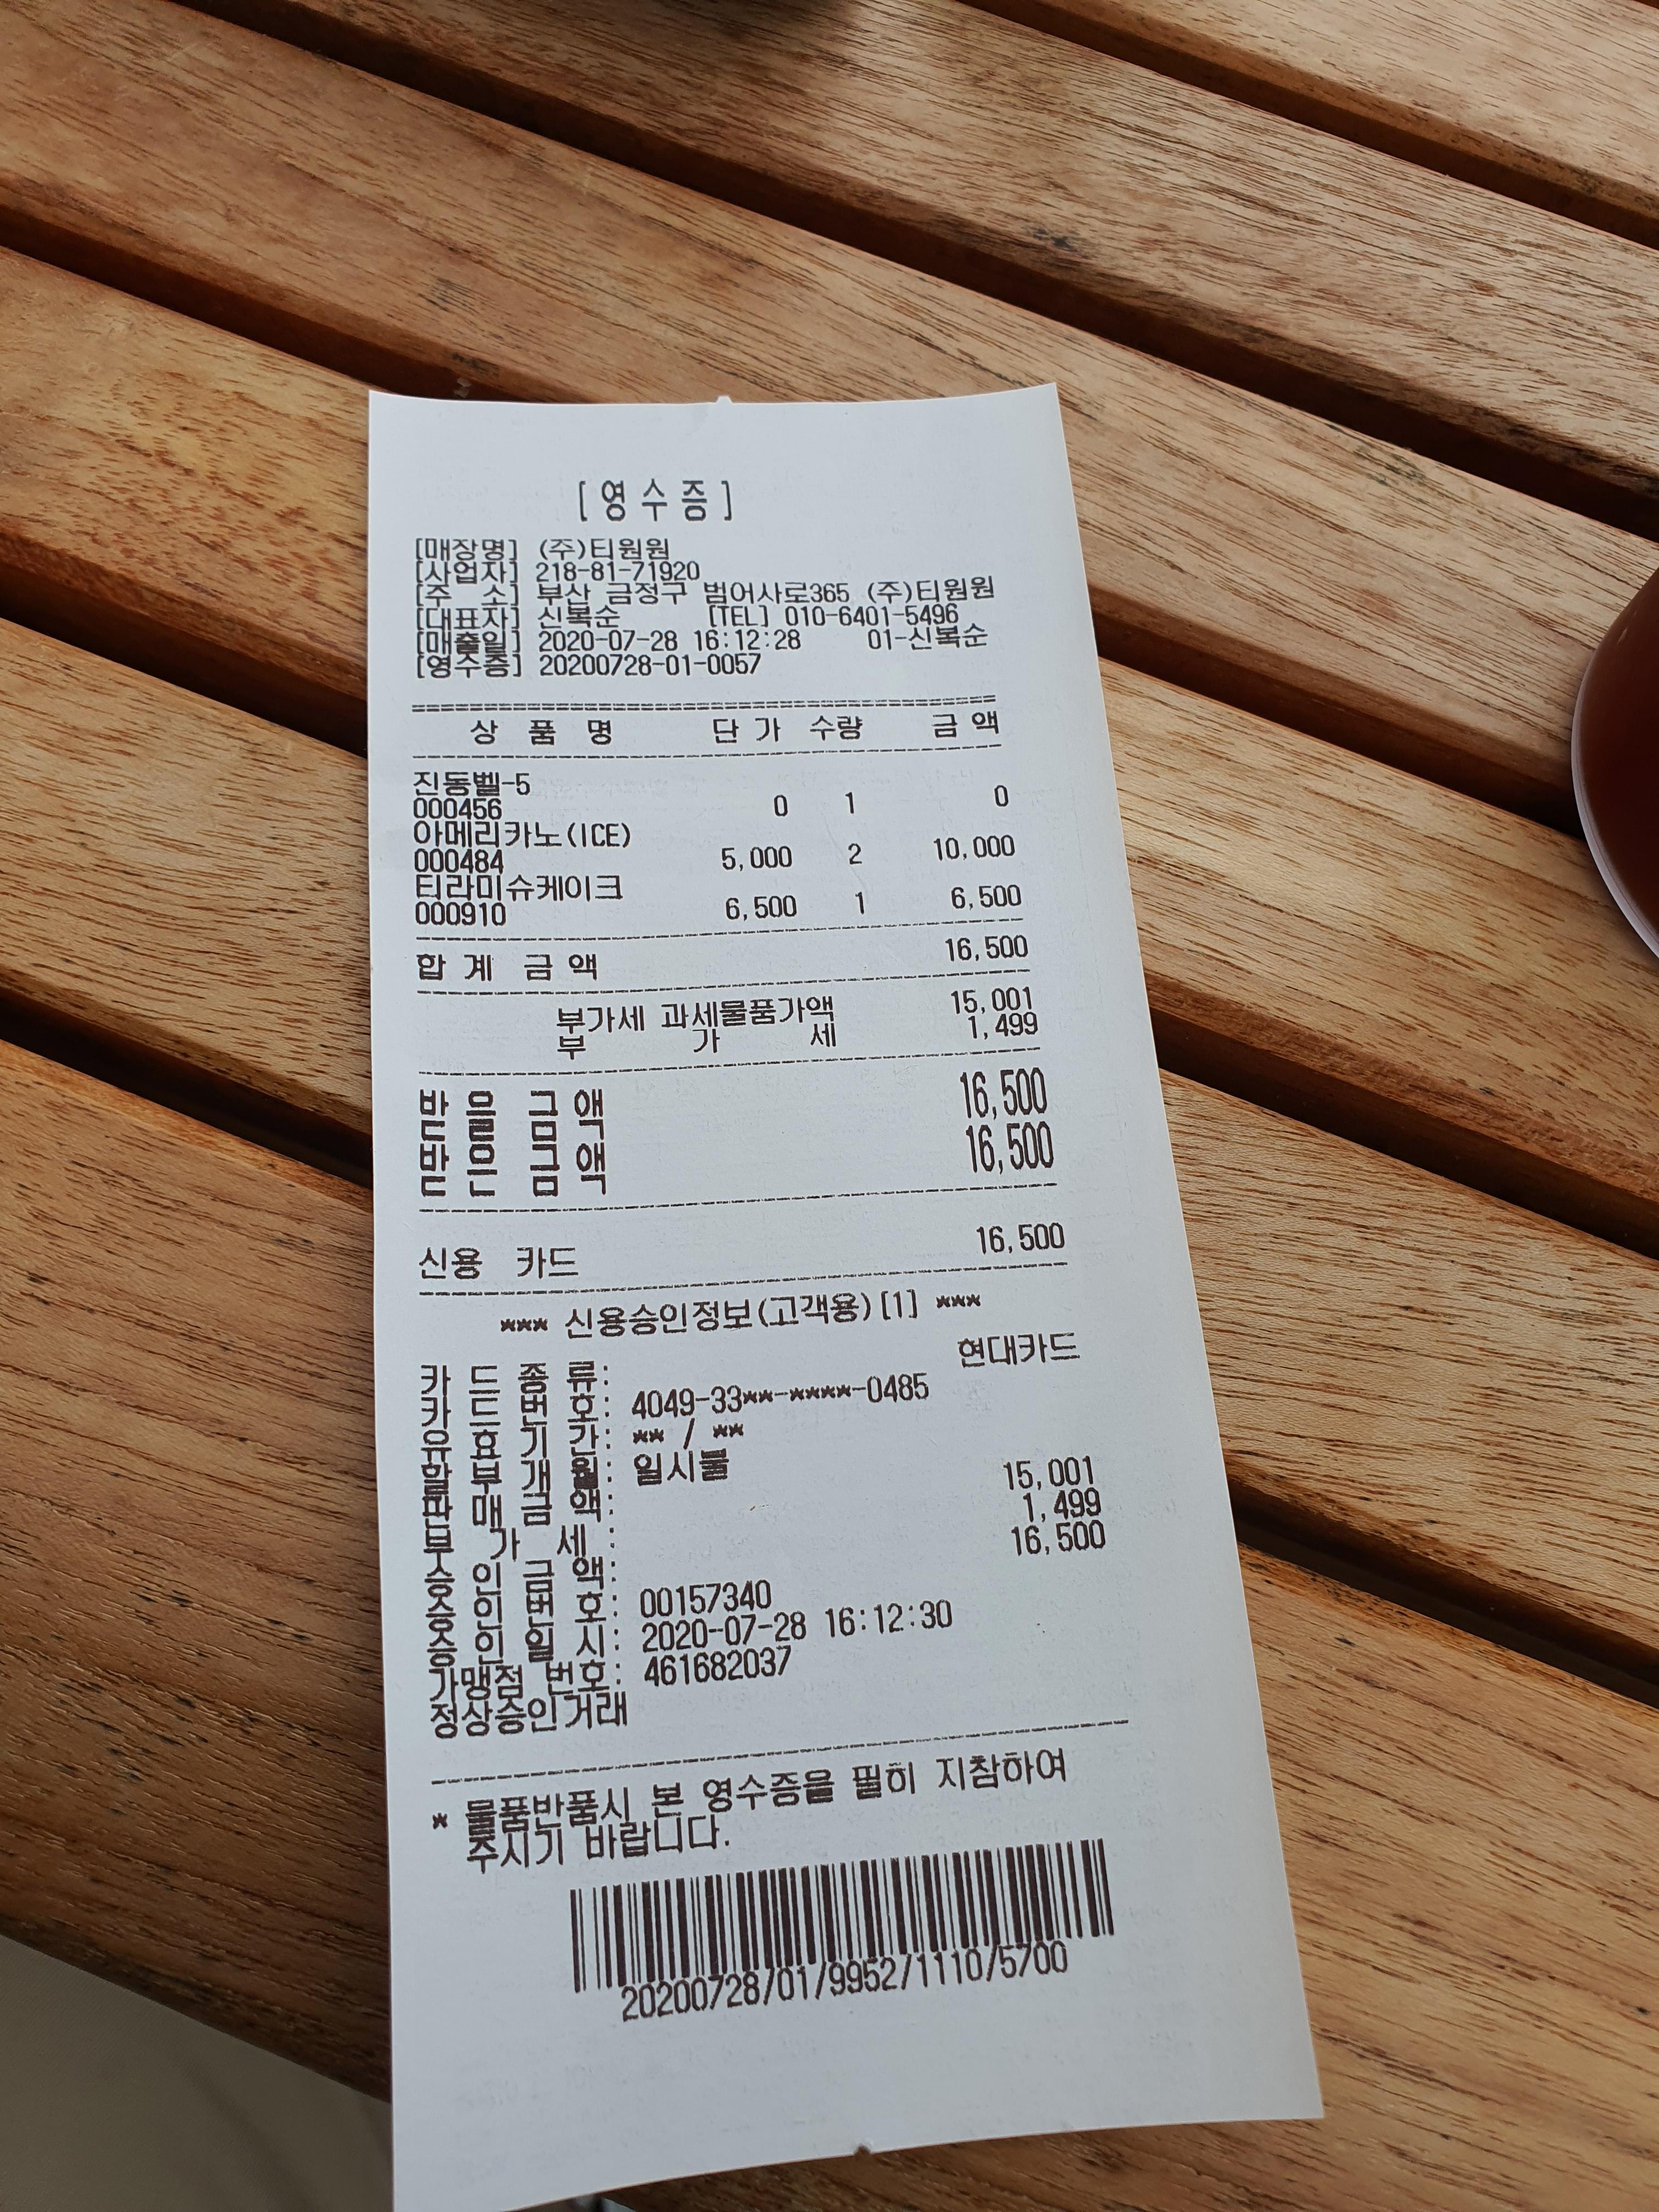 [ 영 수 증 ]
[매장명] (주)티원원
[사업자] 218-81-71920
[주 소] 부산 금정구 범어사로365 (주)티원원
[대표자] 신복순 [TEL] 010-6401-5496
[매출일] 2020-07-28 16:12:28 01-신복순
[영수증] 20200728-01-0057
상 품 명 단 가 수량 금 액
진동벨-5
000456 0 1 0
아메리카노(ICE)
000484 5,000 2 10,000
티라미슈케이크
000910 6,500 1 6,500
합 계 금 액 16,500
부가세 과세물품가액 15,001
부 가 세 1,499
받 을 금 액 16,500
받 은 금 액 16,500
신용 카드 16,500
*** 신용승인정보(고객용)[1] ***
카 드 종 류: 현대카드
카 드 번 호: 4049-33**-****-0485
유 효 기 간: ** / **
할 부 개 월: 일시불
판 매 금 액: 15,001
부 가 세 : 1,499
승 인 금 액: 16,500
승 인 번 호: 00157340
승 인 일 시: 2020-07-28 16:12:30
가맹점 번호: 461682037
정상승인거래
* 물품반품시 본 영수증을 필히 지참하여
주시기 바랍니다.
20200728/01/9952/1110/5700